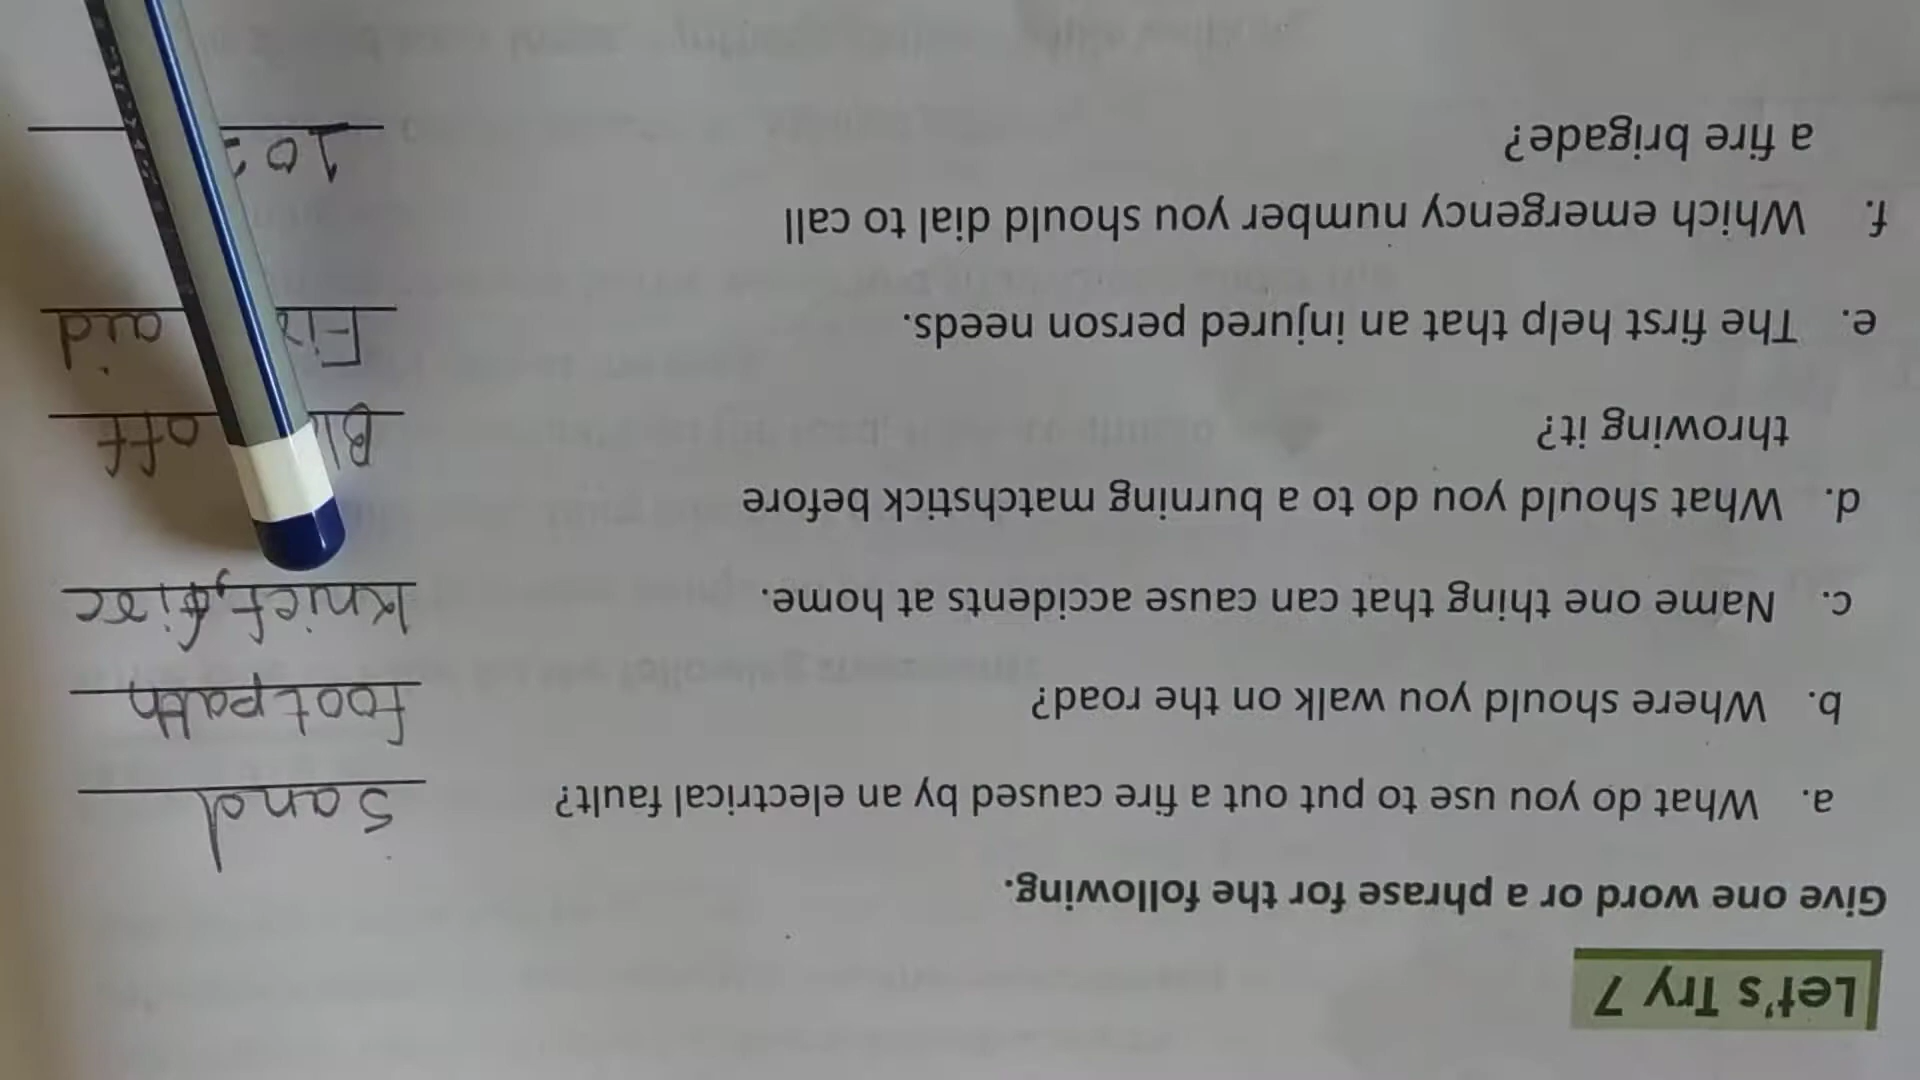 Let's Try 7
Give one word or a phrase for the following.
a. What do you use to put out a fire caused by an electrical fault? Sand
b. Where should you walk on the road? footpath
c. Name one thing that can cause accidents at home. Knief, fire
d. What should you do to a burning matchstick before
throwing it? off
e. The first help that an injured person needs. aid
f. Which emergency number you should dial to call
a fire brigade?